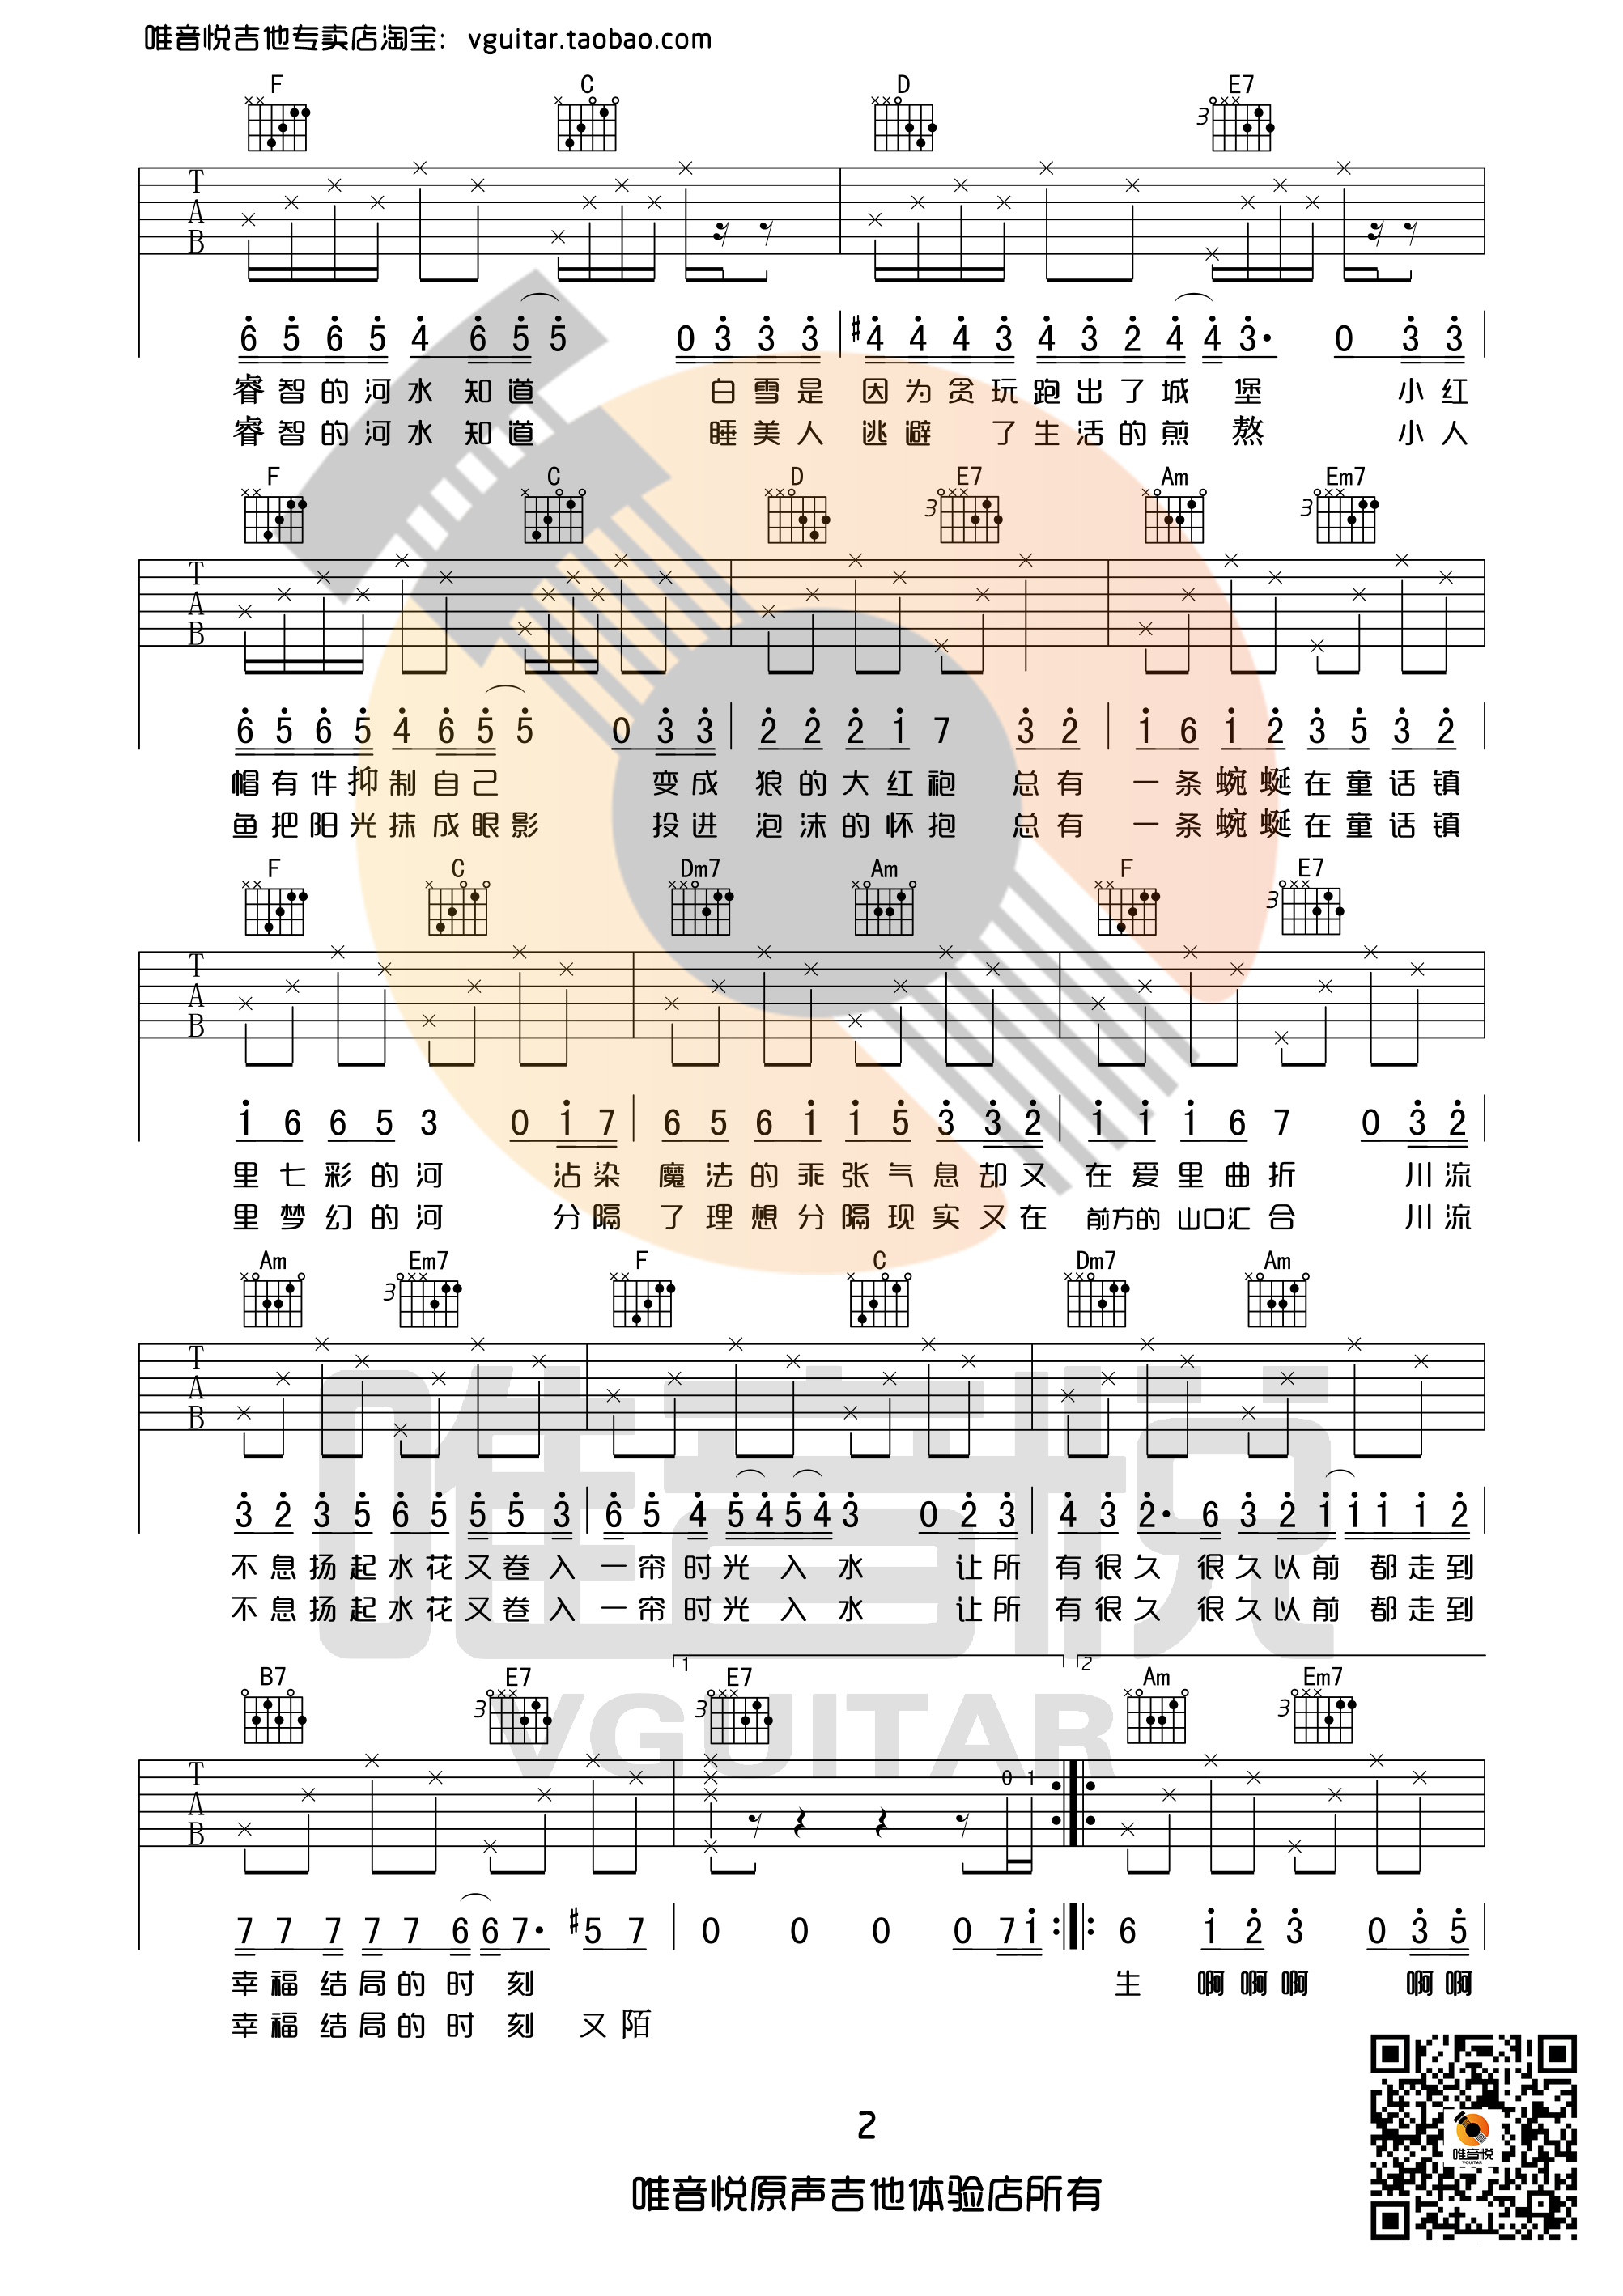 唯音悦吉他专卖店淘宝：vguitar.taobao.com
F C D E7
3
T A B
6 5 6 5 4 6 5 5 0 3 3 3 #4 4 4 3 4 3 2 4 4 3· 0 3 3
睿智的河水知道 白雪是 因为贪玩跑出了城堡 小红
睿智的河水知道 睡美人 逃避 了生活的煎熬 小人
F C D E7 Am Em7
3 3
T A B
6 5 6 5 4 6 5 5 0 3 3 2 2 2 1 7 3 2 1 6 1 2 3 5 3 2
帽有件抑制自己 变成 狼的大红袍 总有 一条蜿蜒在童话镇
鱼把阳光抹成眼影 投进 泡沫的怀抱 总有 一条蜿蜒在童话镇
F C Dm7 Am F E7
3
T A B
1 6 6 5 3 0 1 7 6 5 6 1 1 5 3 3 2 1 1 1 6 7 0 3 2
里七彩的河 沾染 魔法的乖张气息却又 在爱里曲折 川流
里梦幻的河 分隔 了理想分隔现实又在 前方的山口汇合 川流
Am Em7 F C Dm7 Am
3
T A B
3 2 3 5 6 5 5 5 3 6 5 4 5 4 5 4 3 0 2 3 4 3 2· 6 3 2 1 1 1 1 2
不息扬起水花又卷入 一帘时光入水 让所 有很久 很久以前 都走到
不息扬起水花又卷入 一帘时光入水 让所 有很久 很久以前 都走到
1 2
B7 E7 E7 Am Em7
3 3 3
T A B
0 1
7 7 7 7 7 6 6 7· #5 7 0 0 0 0 7 1 6 1 2 3 0 3 5
幸福结局的时刻 生 啊啊啊 啊啊
幸福结局的时刻 又陌
2
唯音悦原声吉他体验店所有
唯音悦
VGUITAR
唯音悦
VGUITAR